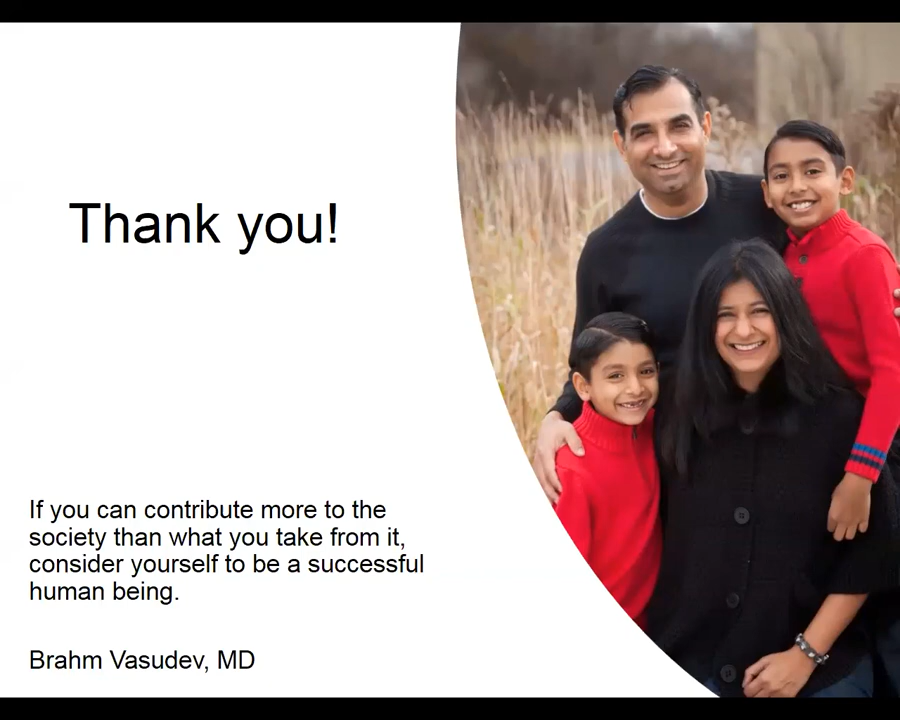 Thank you!
If you can contribute more to the
society than what you take from it,
consider yourself to be a successful
human being.
Brahm Vasudev, MD